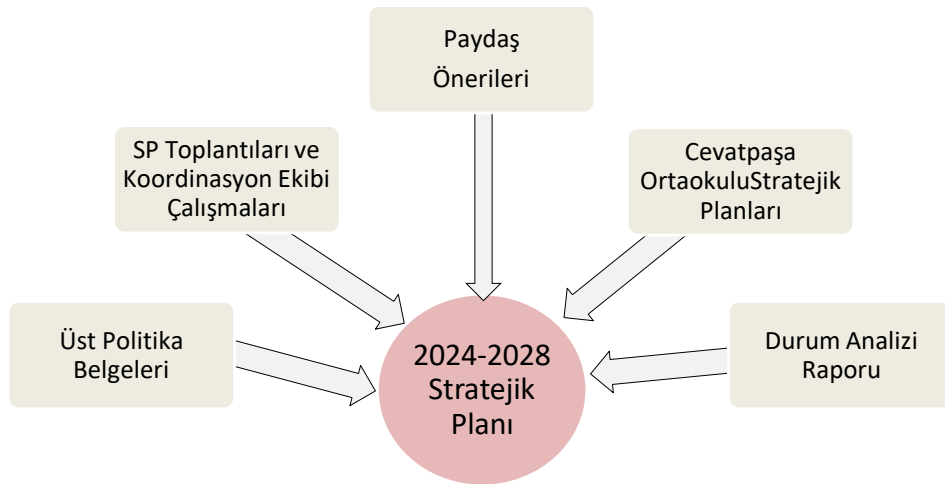 Paydaş
Önerileri
SP Toplantıları ve
Koordinasyon Ekibi
Çalışmaları
Cevatpaşa
OrtaokuluStratejik
Planları
Üst Politika
Belgeleri
2024-2028
Stratejik
Planı
Durum Analizi
Raporu